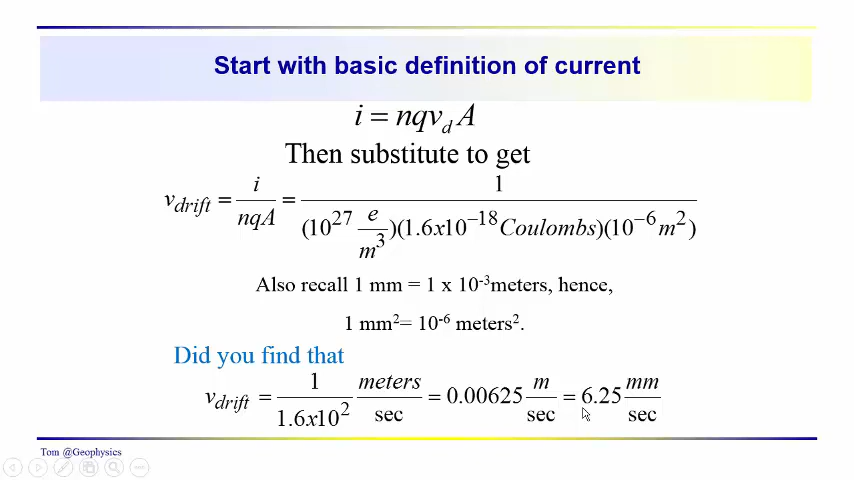 Start with basic definition of current
i = nqv_d A
Then substitute to get
v_drift = i/nqA = 1/((10^27 e/m^3)(1.6x10^−18 Coulombs)(10^−6 m^2))
Also recall 1 mm = 1 x 10^-3 meters, hence,
1 mm^2= 10^-6 meters^2.
Did you find that
v_drift = 1/1.6x10^2 meters/sec = 0.00625 m/sec = 6.25 mm/sec
Tom @Geophysics